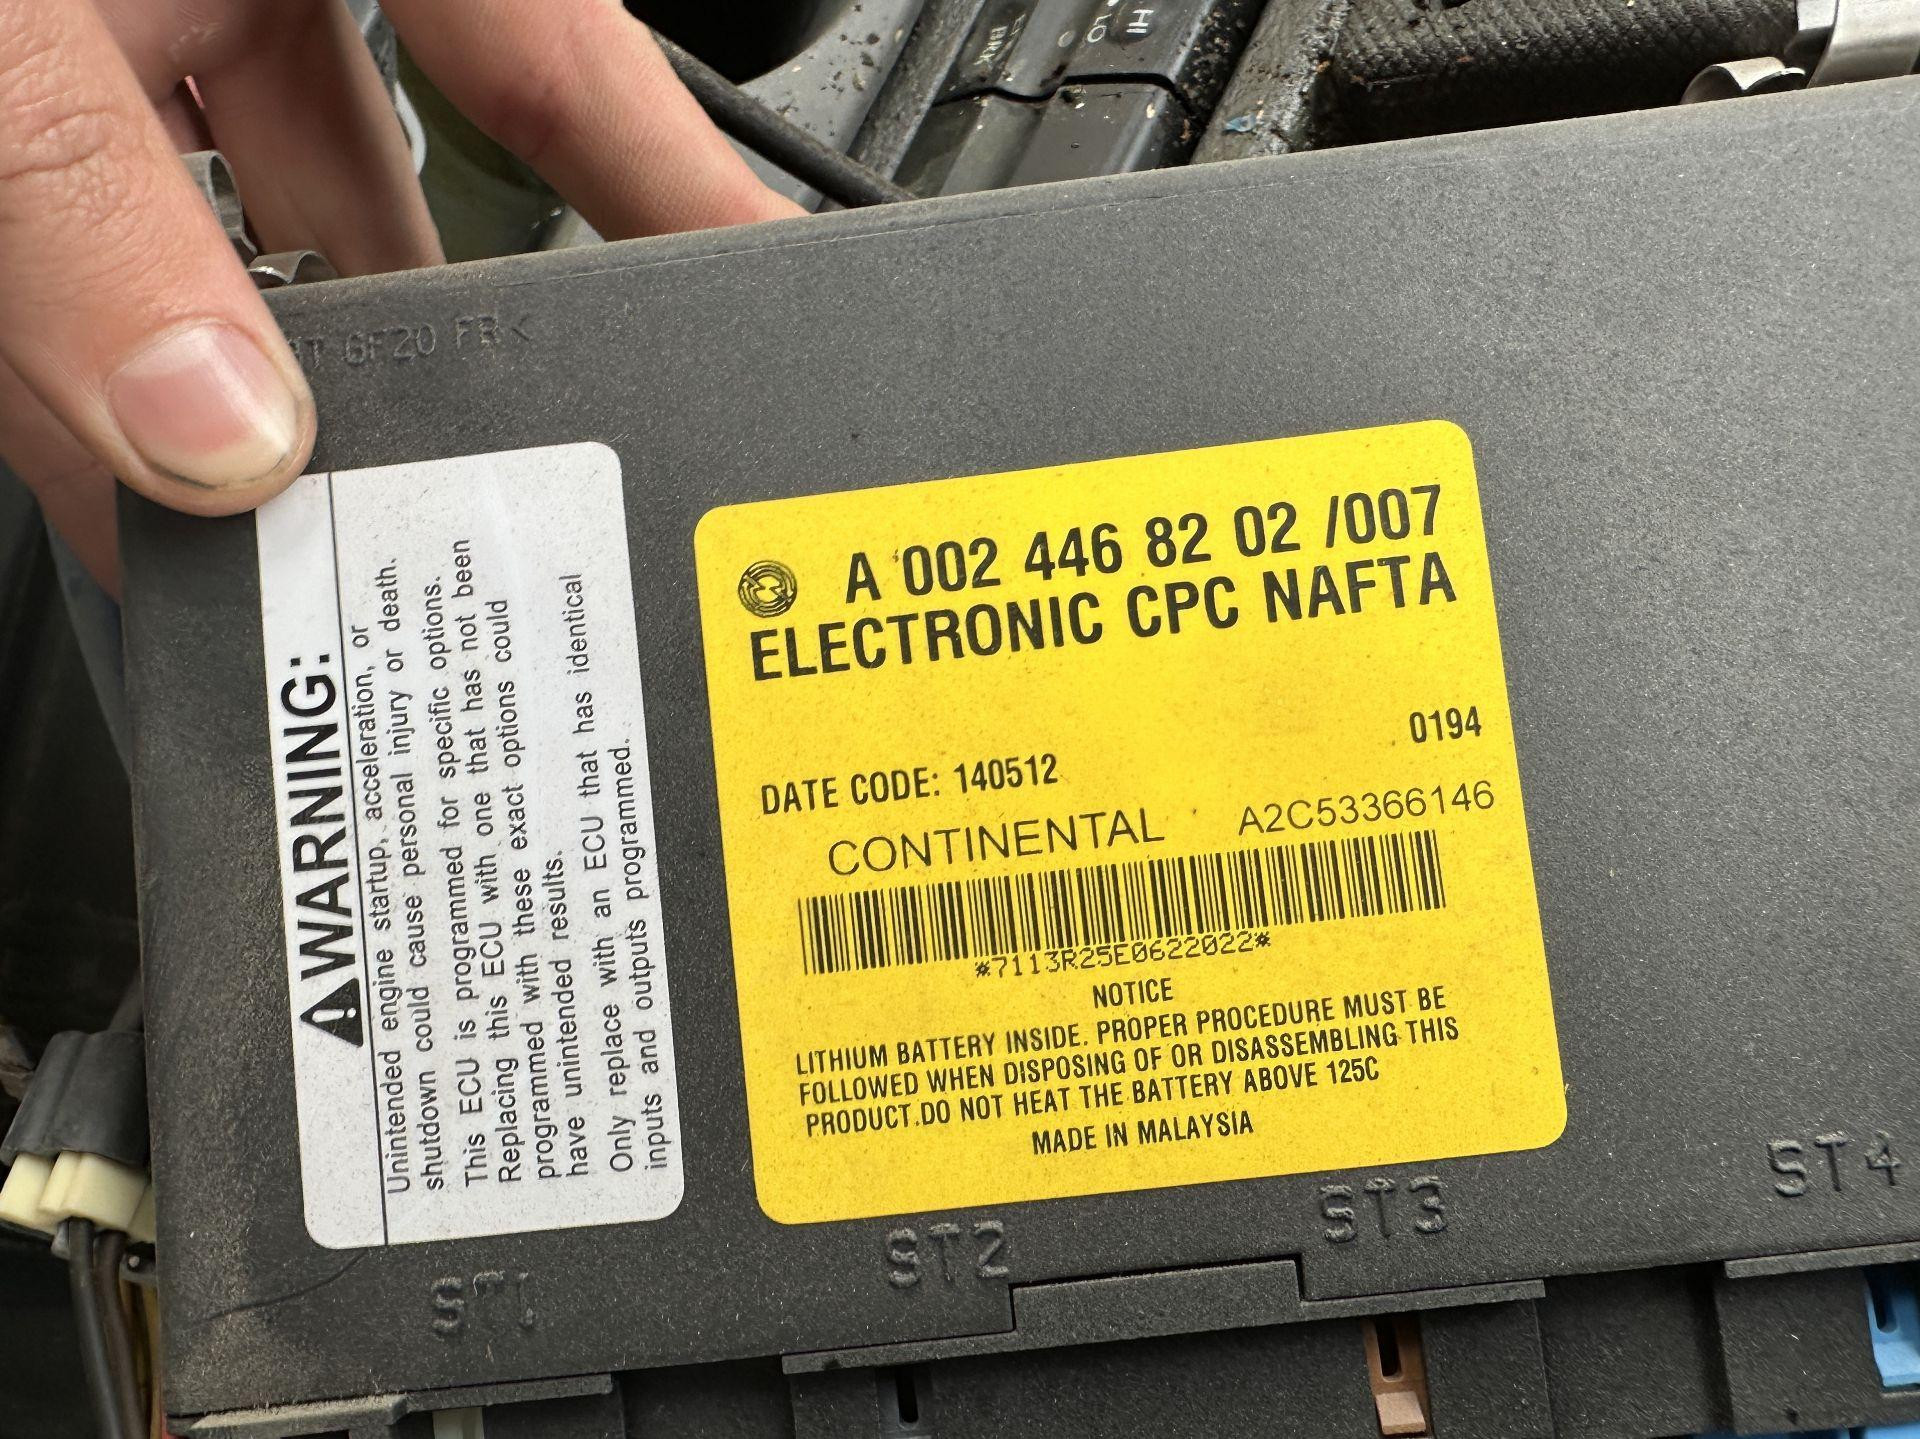 HI
LO
BRK
GF20 FR<
⚠WARNING:
Unintended engine startup, acceleration, or
shutdown could cause personal injury or death.
This ECU is programmed for specific options.
Replacing this ECU with one that has not been
programmed with these exact options could
have unintended results.
Only replace with an ECU that has identical
inputs and outputs programmed.
A 002 446 82 02 /007
ELECTRONIC CPC NAFTA
0194
DATE CODE: 140512
CONTINENTAL A2C53366146
*7113R25E0622022*
NOTICE
LITHIUM BATTERY INSIDE. PROPER PROCEDURE MUST BE
FOLLOWED WHEN DISPOSING OF OR DISASSEMBLING THIS
PRODUCT.DO NOT HEAT THE BATTERY ABOVE 125C
MADE IN MALAYSIA
ST1
ST2
ST3
ST4